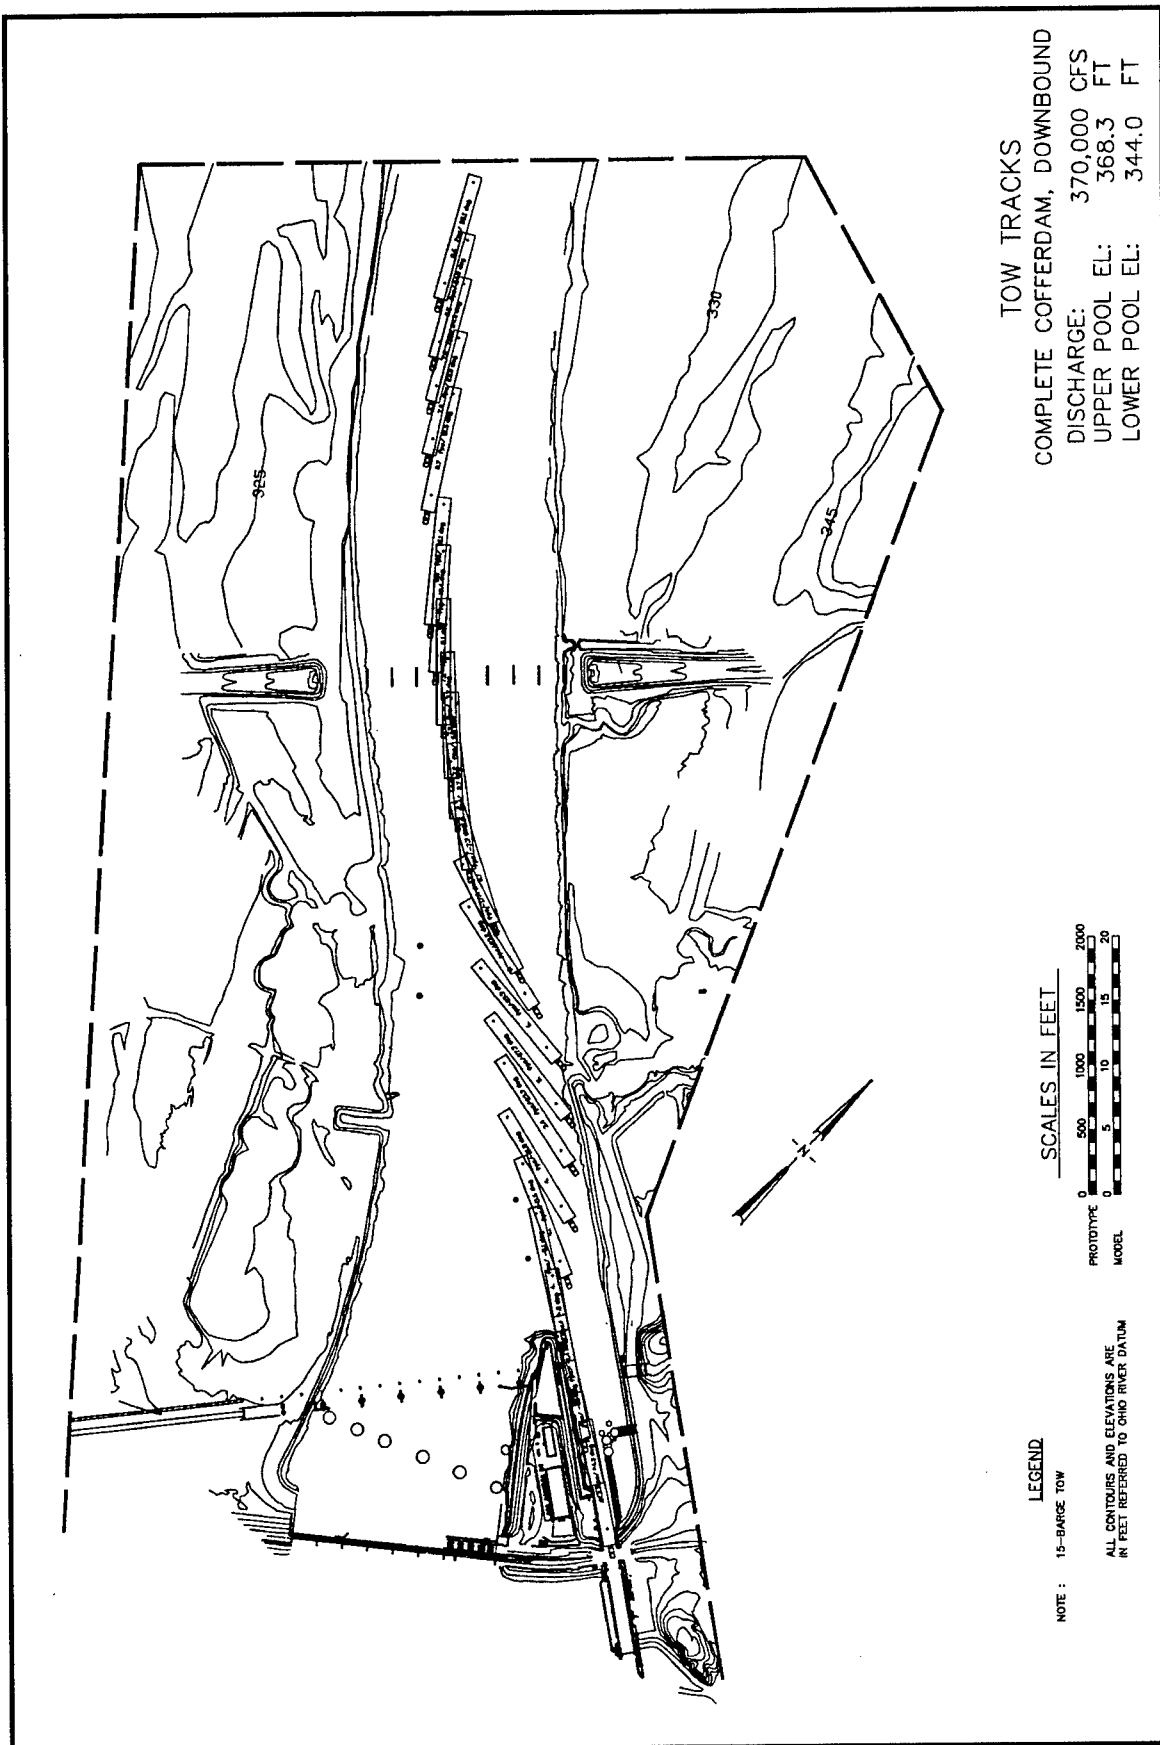 TOW TRACKS
COMPLETE COFFERDAM, DOWNBOUND
DISCHARGE: 370,000 CFS
UPPER POOL EL: 368.3 FT
LOWER POOL EL: 344.0 FT
325
330
345
N
SCALES IN FEET
PROTOTYPE 0 500 1000 1500 2000
MODEL 0 5 10 15 20
LEGEND
NOTE : 15-BARGE TOW
ALL CONTOURS AND ELEVATIONS ARE
IN FEET REFERRED TO OHIO RIVER DATUM